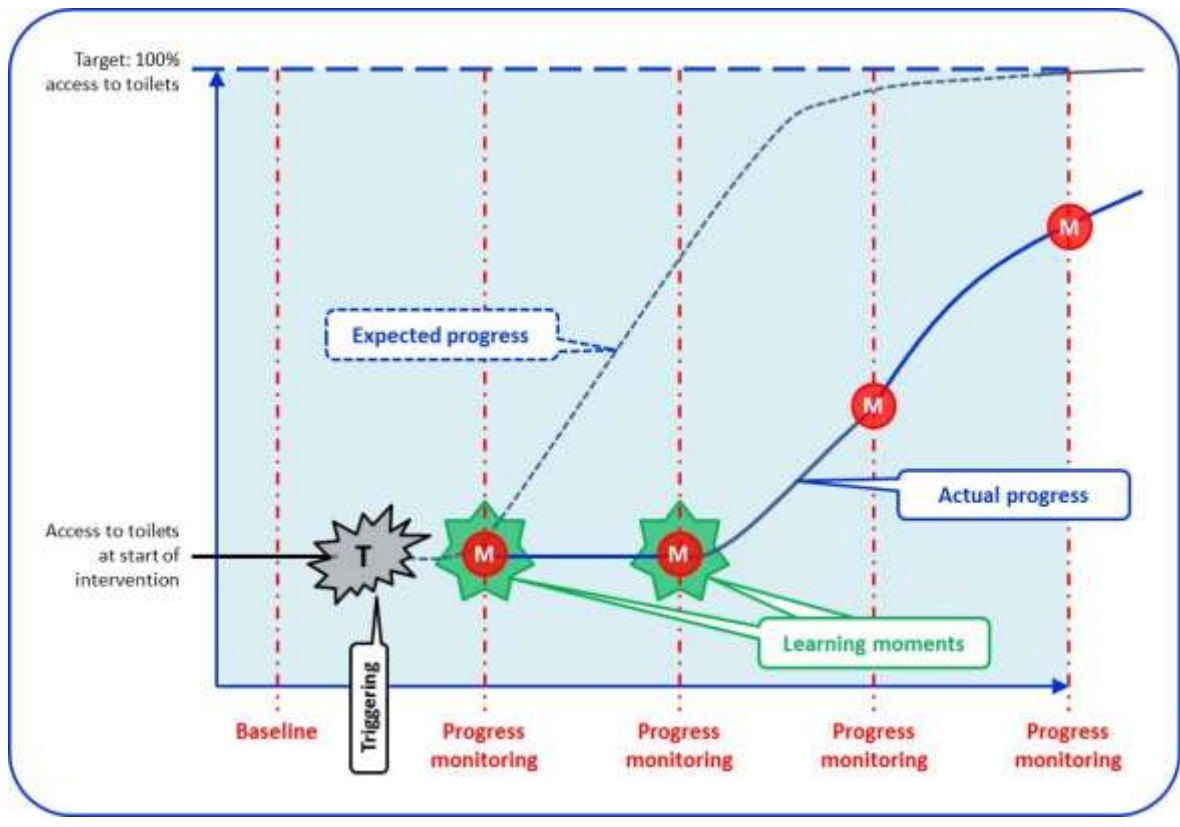 Target: 100%
access to toilets
Expected progress
M
M
Actual progress
Access to toilets
at start of
intervention
T
M
M
Learning moments
Triggering
Baseline
Progress
monitoring
Progress
monitoring
Progress
monitoring
Progress
monitoring